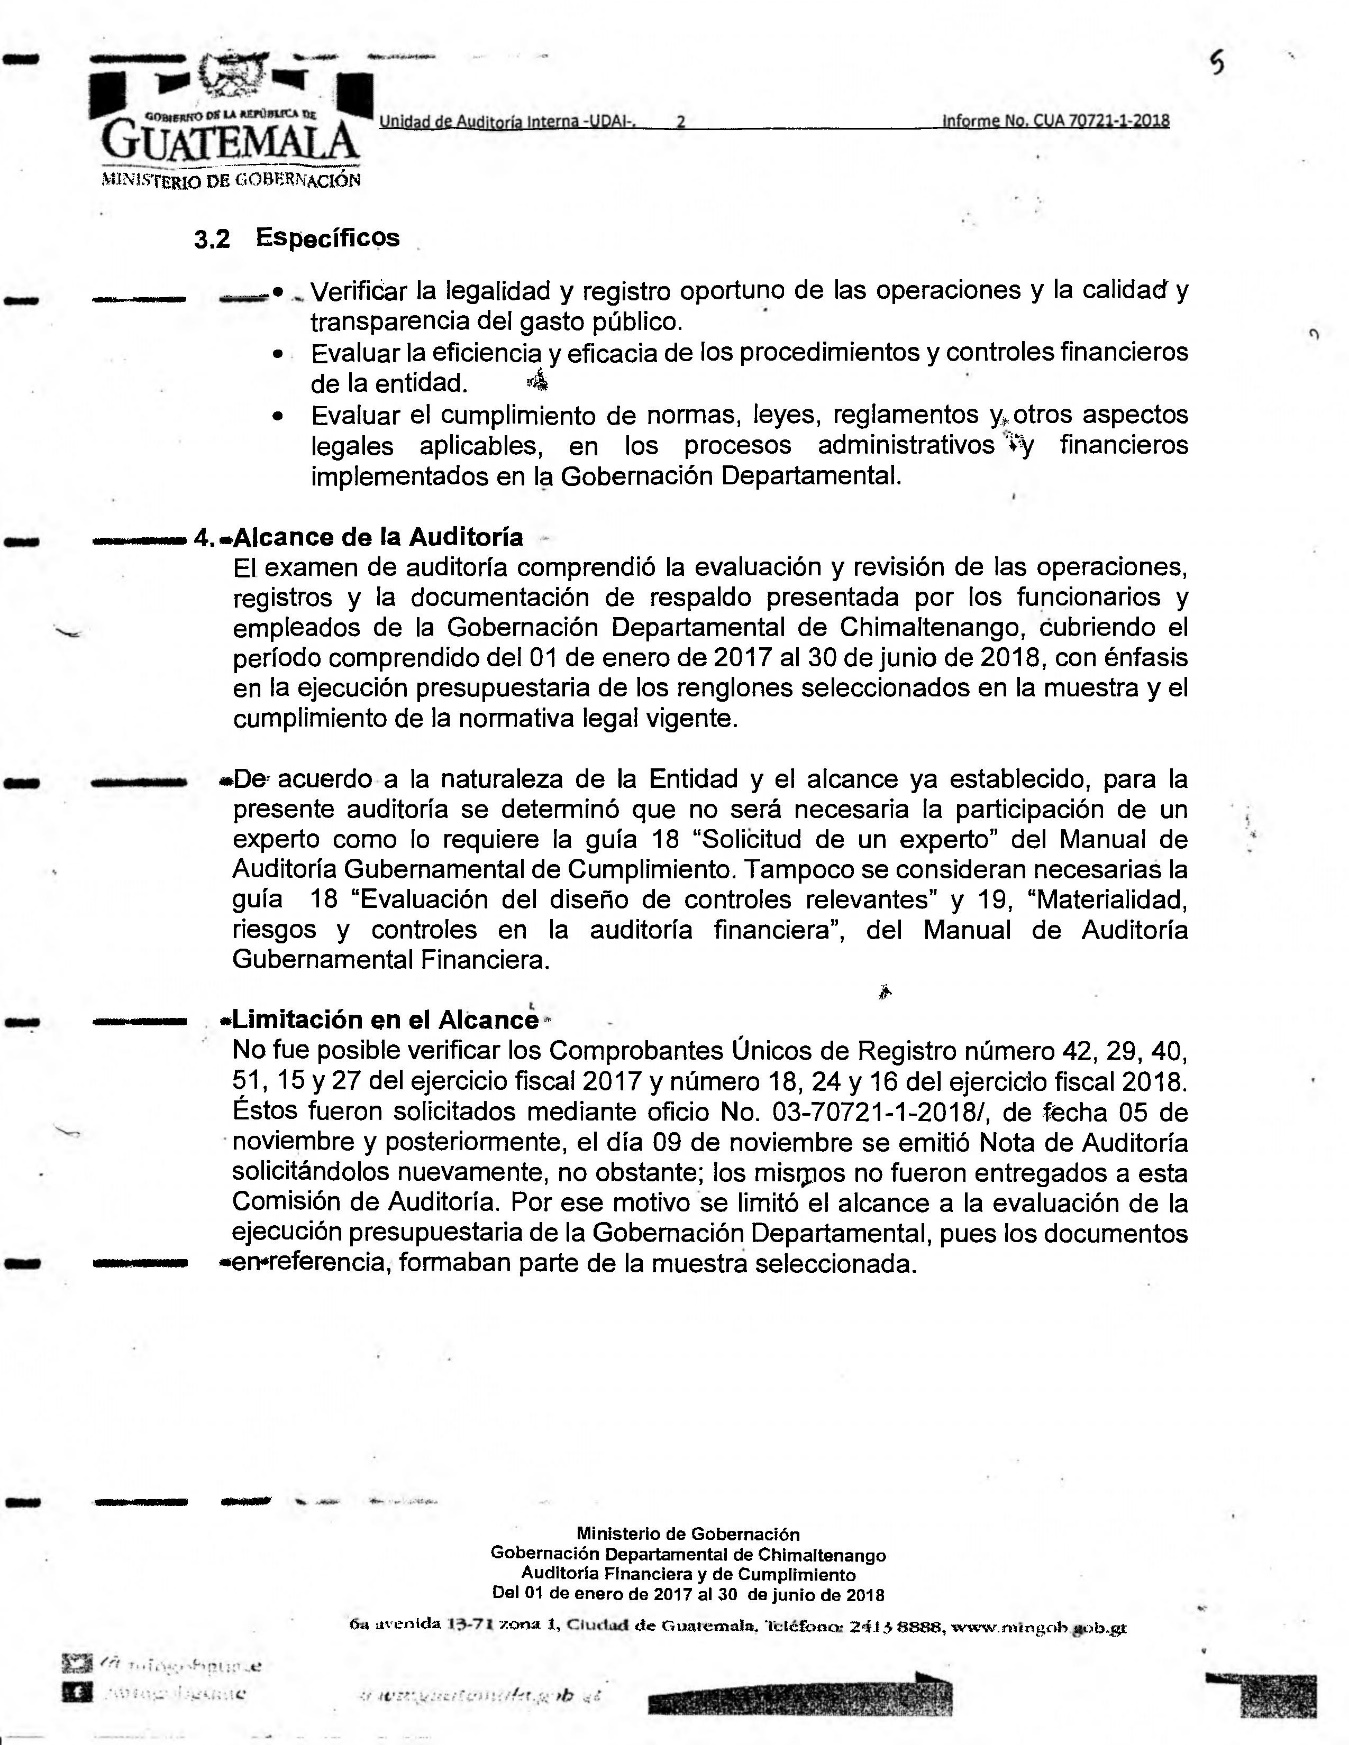 5
GOBIERNO DE LA REPÚBLICA DE
GUATEMALA
MINISTERIO DE GOBERNACIÓN
Unidad de Auditoría Interna -UDAI-. 2 Informe No. CUA 70721-1-2018
3.2 Específicos
• Verificar la legalidad y registro oportuno de las operaciones y la calidad y
transparencia del gasto público.
• Evaluar la eficiencia y eficacia de los procedimientos y controles financieros
de la entidad.
• Evaluar el cumplimiento de normas, leyes, reglamentos y otros aspectos
legales aplicables, en los procesos administrativos y financieros
implementados en la Gobernación Departamental.
4. Alcance de la Auditoría
El examen de auditoría comprendió la evaluación y revisión de las operaciones,
registros y la documentación de respaldo presentada por los funcionarios y
empleados de la Gobernación Departamental de Chimaltenango, cubriendo el
período comprendido del 01 de enero de 2017 al 30 de junio de 2018, con énfasis
en la ejecución presupuestaria de los renglones seleccionados en la muestra y el
cumplimiento de la normativa legal vigente.
De acuerdo a la naturaleza de la Entidad y el alcance ya establecido, para la
presente auditoría se determinó que no será necesaria la participación de un
experto como lo requiere la guía 18 “Solicitud de un experto” del Manual de
Auditoría Gubernamental de Cumplimiento. Tampoco se consideran necesarias la
guía 18 “Evaluación del diseño de controles relevantes” y 19, “Materialidad,
riesgos y controles en la auditoría financiera”, del Manual de Auditoría
Gubernamental Financiera.
Limitación en el Alcance
No fue posible verificar los Comprobantes Únicos de Registro número 42, 29, 40,
51, 15 y 27 del ejercicio fiscal 2017 y número 18, 24 y 16 del ejercicio fiscal 2018.
Éstos fueron solicitados mediante oficio No. 03-70721-1-2018/, de fecha 05 de
noviembre y posteriormente, el día 09 de noviembre se emitió Nota de Auditoría
solicitándolos nuevamente, no obstante; los mismos no fueron entregados a esta
Comisión de Auditoría. Por ese motivo se limitó el alcance a la evaluación de la
ejecución presupuestaria de la Gobernación Departamental, pues los documentos
en referencia, formaban parte de la muestra seleccionada.
Ministerio de Gobernación
Gobernación Departamental de Chimaltenango
Auditoría Financiera y de Cumplimiento
Del 01 de enero de 2017 al 30 de junio de 2018
6a avenida 13-71 zona 1, Ciudad de Guatemala. Teléfono: 2413 8888, www.mingob.gob.gt